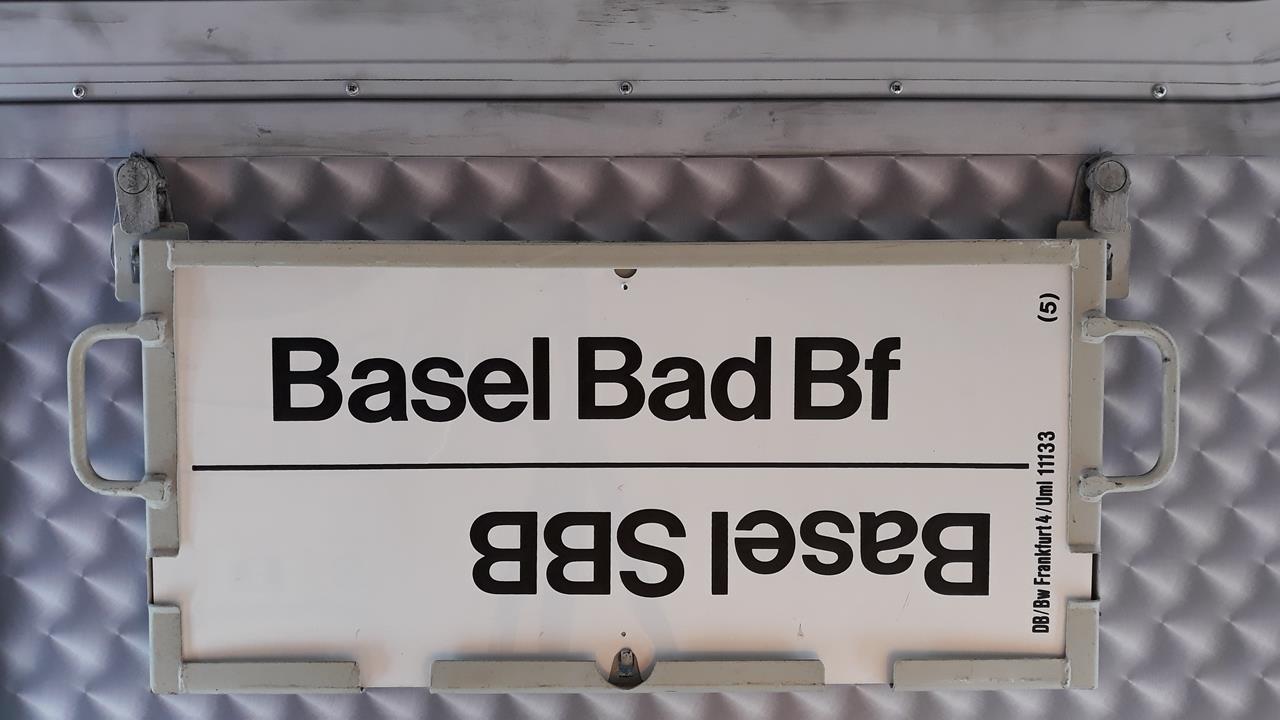 Basel Bad Bf
Basel SBB
DB/Bw Frankfurt 4/Uml 11133
(5)